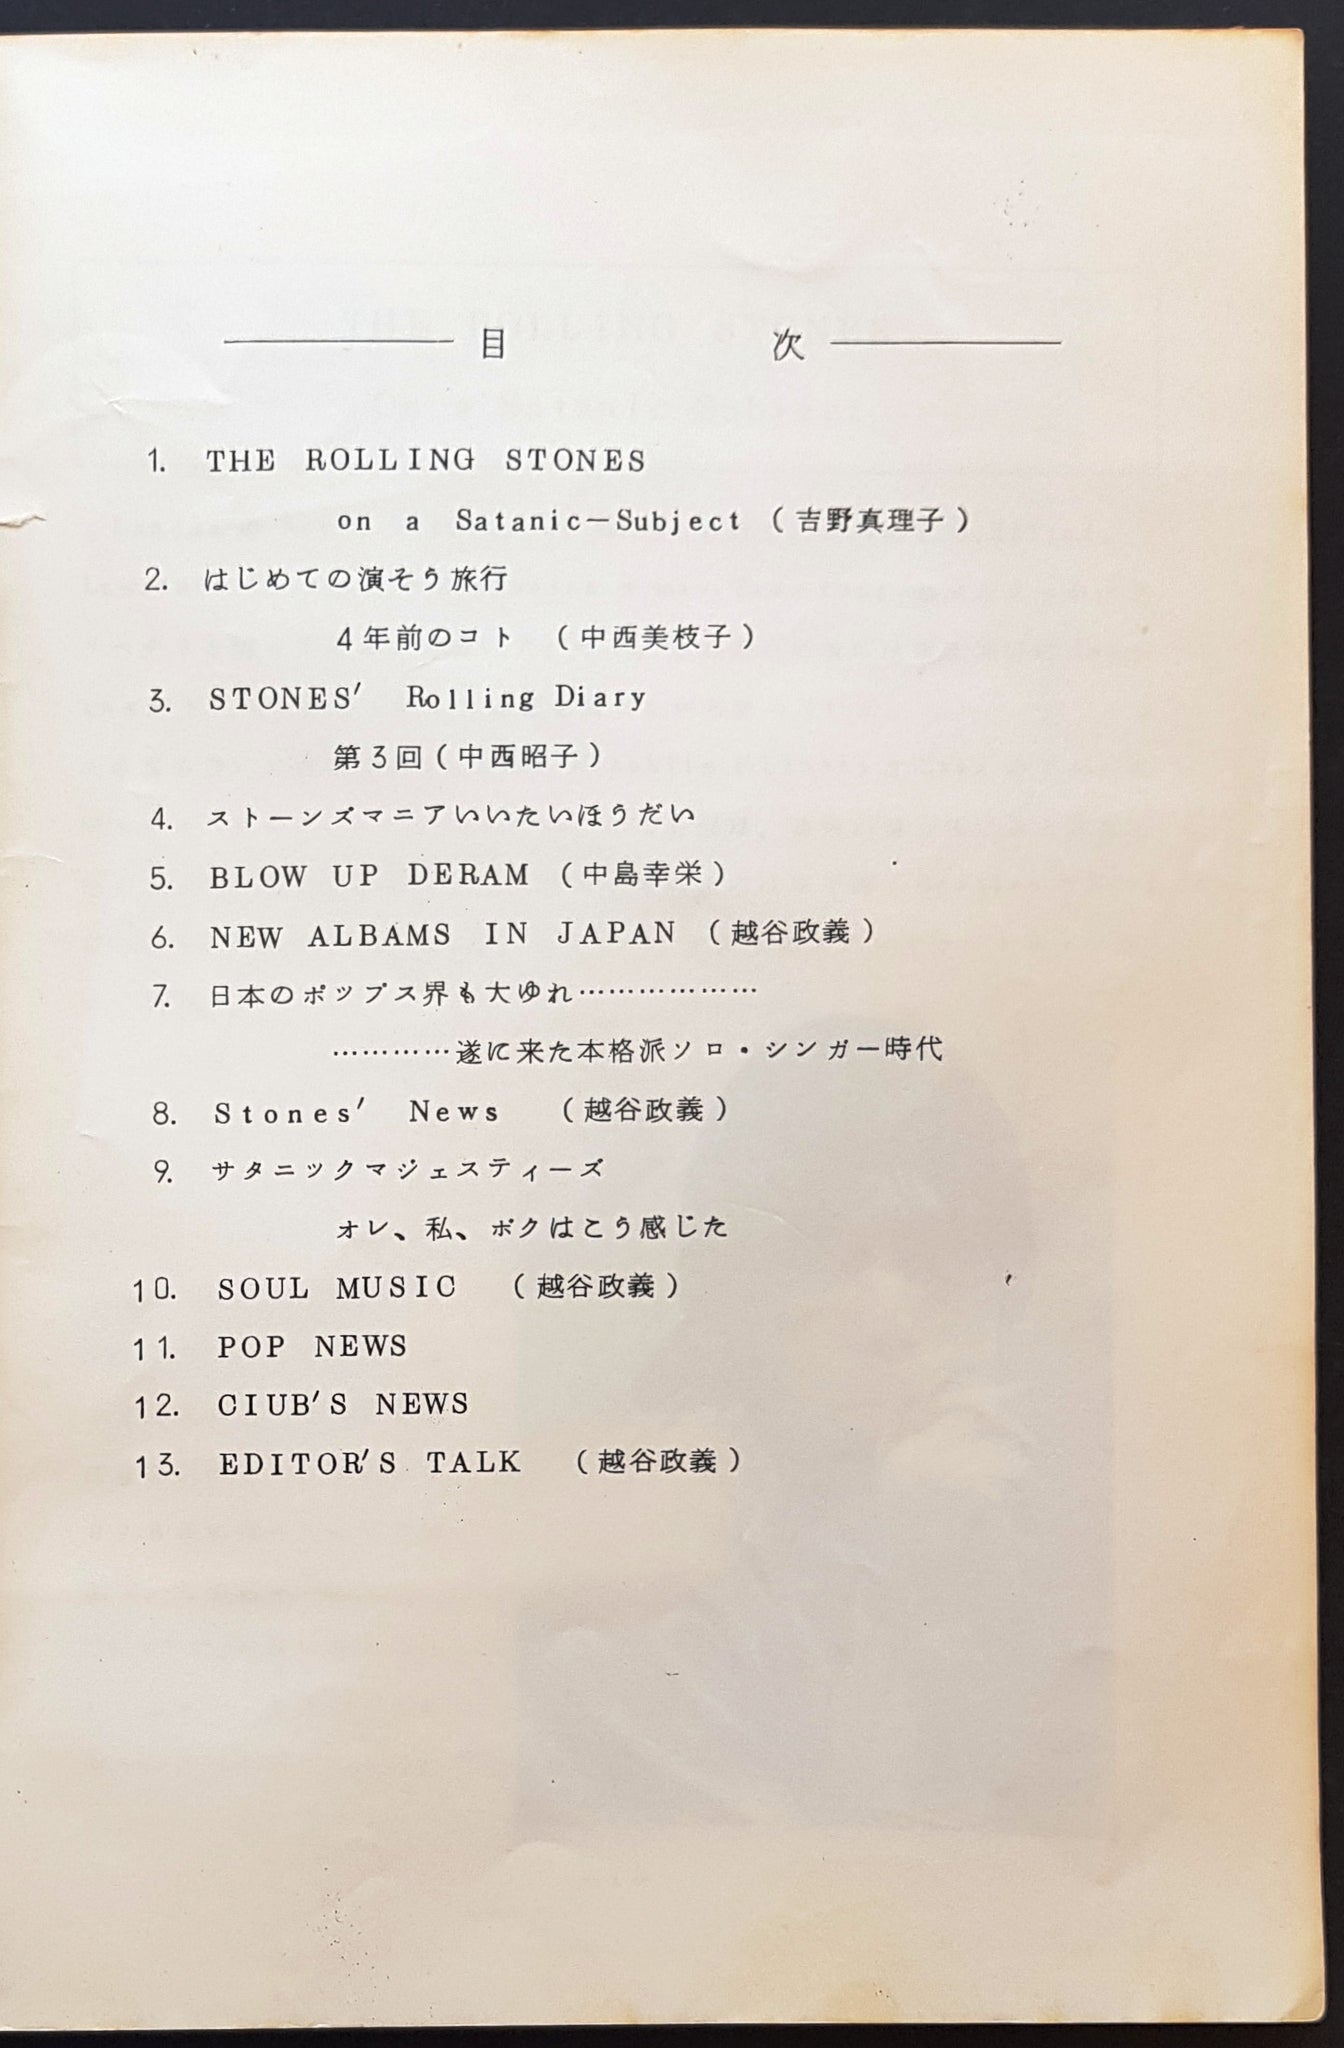 目 次
1. THE ROLLING STONES
on a Satanic-Subject (吉野真理子)
2. はじめての演そう旅行
4年前のコト (中西美枝子)
3. STONES' Rolling Diary
第3回(中西昭子)
4. ストーンズマニアいいたいほうだい
5. BLOW UP DERAM (中島幸栄)
6. NEW ALBAMS IN JAPAN (越谷政義)
7. 日本のポップス界も大ゆれ………………
…………遂に来た本格派ソロ・シンガー時代
8. Stones' News (越谷政義)
9. サタニックマジェスティーズ
オレ、私、ボクはこう感じた
10. SOUL MUSIC (越谷政義)
11. POP NEWS
12. CIUB'S NEWS
13. EDITOR'S TALK (越谷政義)